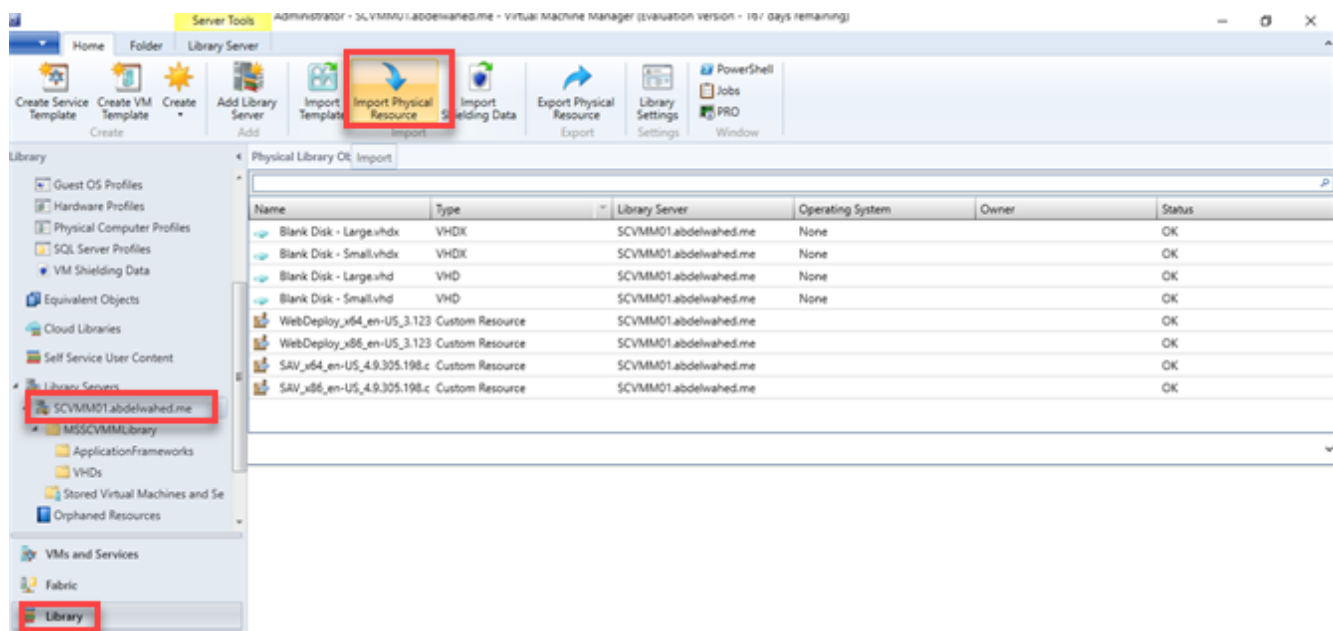 Server Tools
Administrator - SCVMM01.abdelwahed.me - Virtual Machine Manager (Evaluation version - 167 days remaining)
Home Folder Library Server
Create Service Template
Create VM Template
Create
Add Library Server
Import Template
Import Physical Resource
Import Shielding Data
Export Physical Resource
Library Settings
PowerShell
Jobs
PRO
Create Add Import Export Settings Window
Library
Physical Library Ob
Import
Guest OS Profiles
Hardware Profiles
Physical Computer Profiles
SQL Server Profiles
VM Shielding Data
Equivalent Objects
Cloud Libraries
Self Service User Content
Library Servers
SCVMM01.abdelwahed.me
MSSCVMMLibrary
ApplicationFrameworks
VHDs
Stored Virtual Machines and Se
Orphaned Resources
VMs and Services
Fabric
Library
Name Type Library Server Operating System Owner Status
Blank Disk - Large.vhdx VHDX SCVMM01.abdelwahed.me None OK
Blank Disk - Small.vhdx VHDX SCVMM01.abdelwahed.me None OK
Blank Disk - Large.vhd VHD SCVMM01.abdelwahed.me None OK
Blank Disk - Small.vhd VHD SCVMM01.abdelwahed.me None OK
WebDeploy_x64_en-US_3.123 Custom Resource SCVMM01.abdelwahed.me OK
WebDeploy_x86_en-US_3.123 Custom Resource SCVMM01.abdelwahed.me OK
SAV_x64_en-US_4.9.305.198.c Custom Resource SCVMM01.abdelwahed.me OK
SAV_x86_en-US_4.9.305.198.c Custom Resource SCVMM01.abdelwahed.me OK